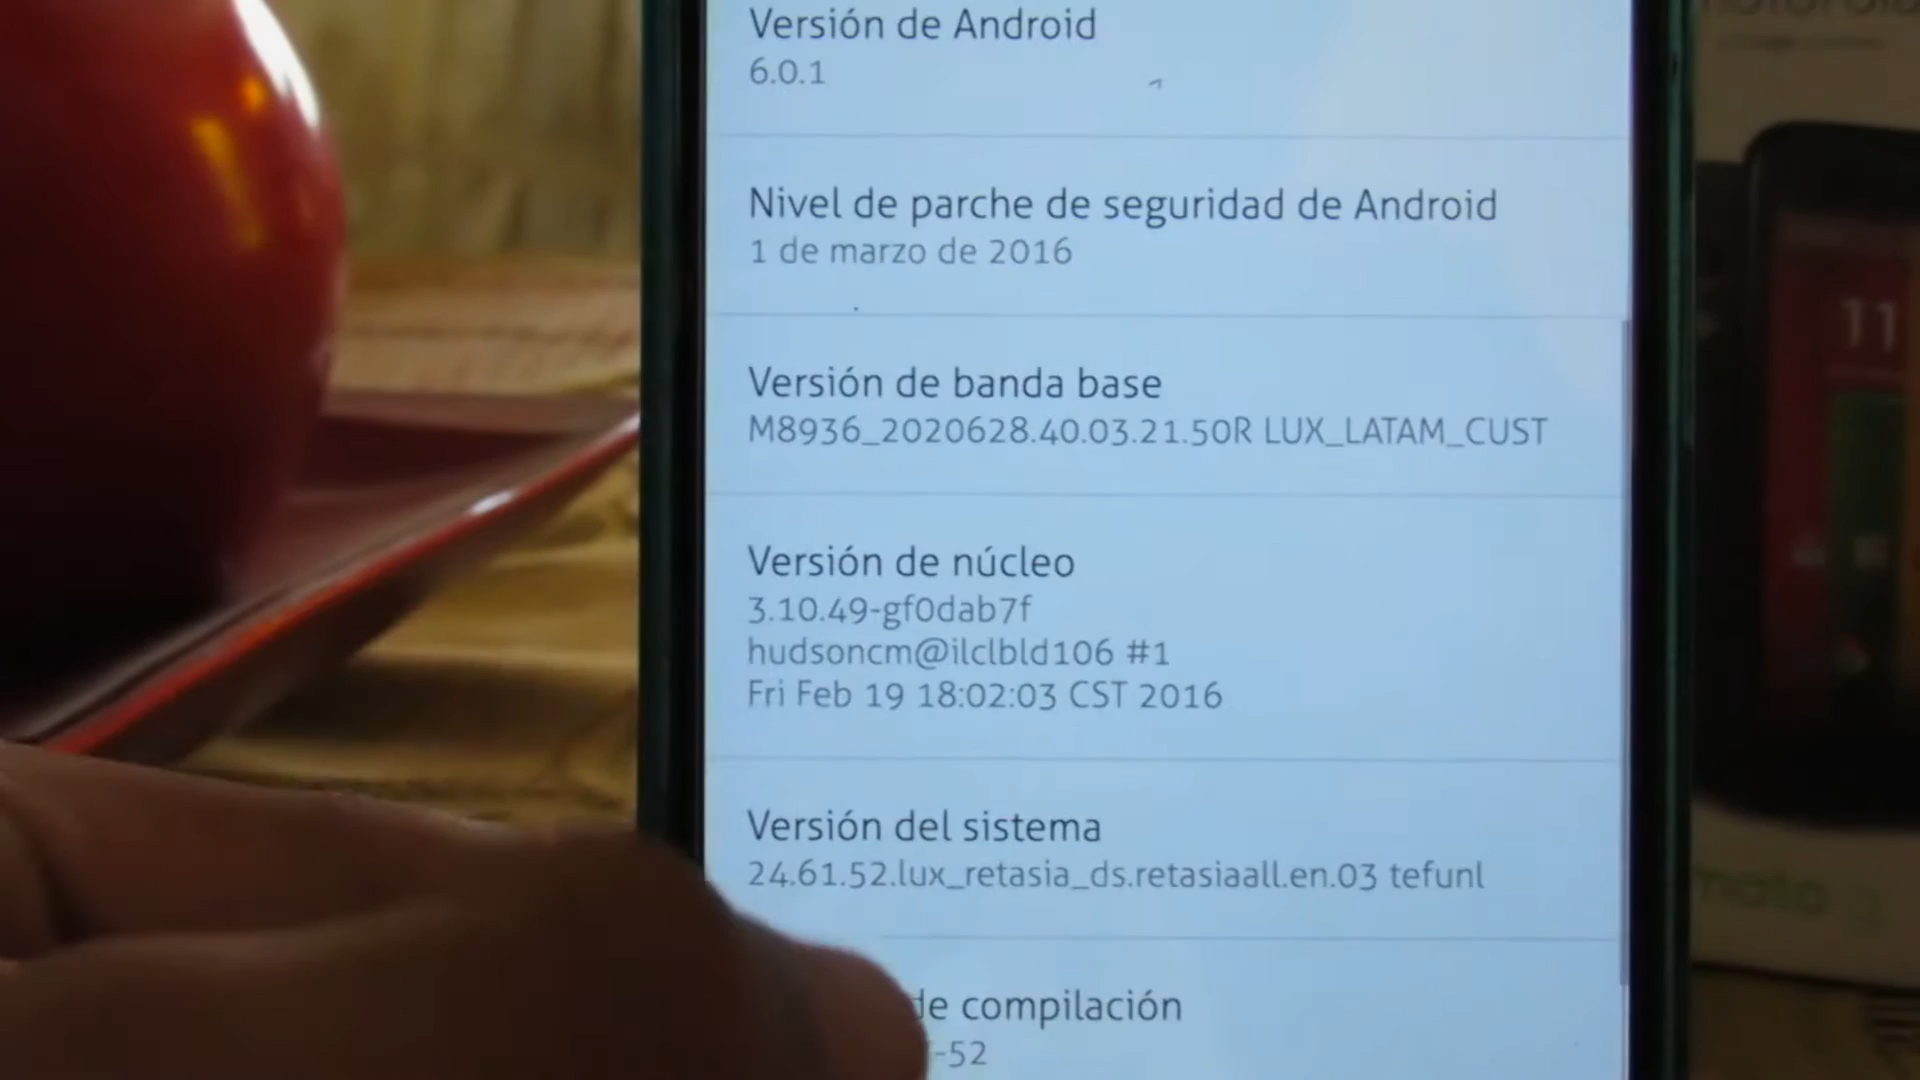 Versión de Android
6.0.1
Nivel de parche de seguridad de Android
1 de marzo de 2016
Versión de banda base
M8936_2020628.40.03.21.50R LUX_LATAM_CUST
Versión de núcleo
3.10.49-gf0dab7f
hudsoncm@ilclbld106 #1
Fri Feb 19 18:02:03 CST 2016
Versión del sistema
24.61.52.lux_retasia_ds.retasiaall.en.03 tefunl
de compilación
-52
11
moto g